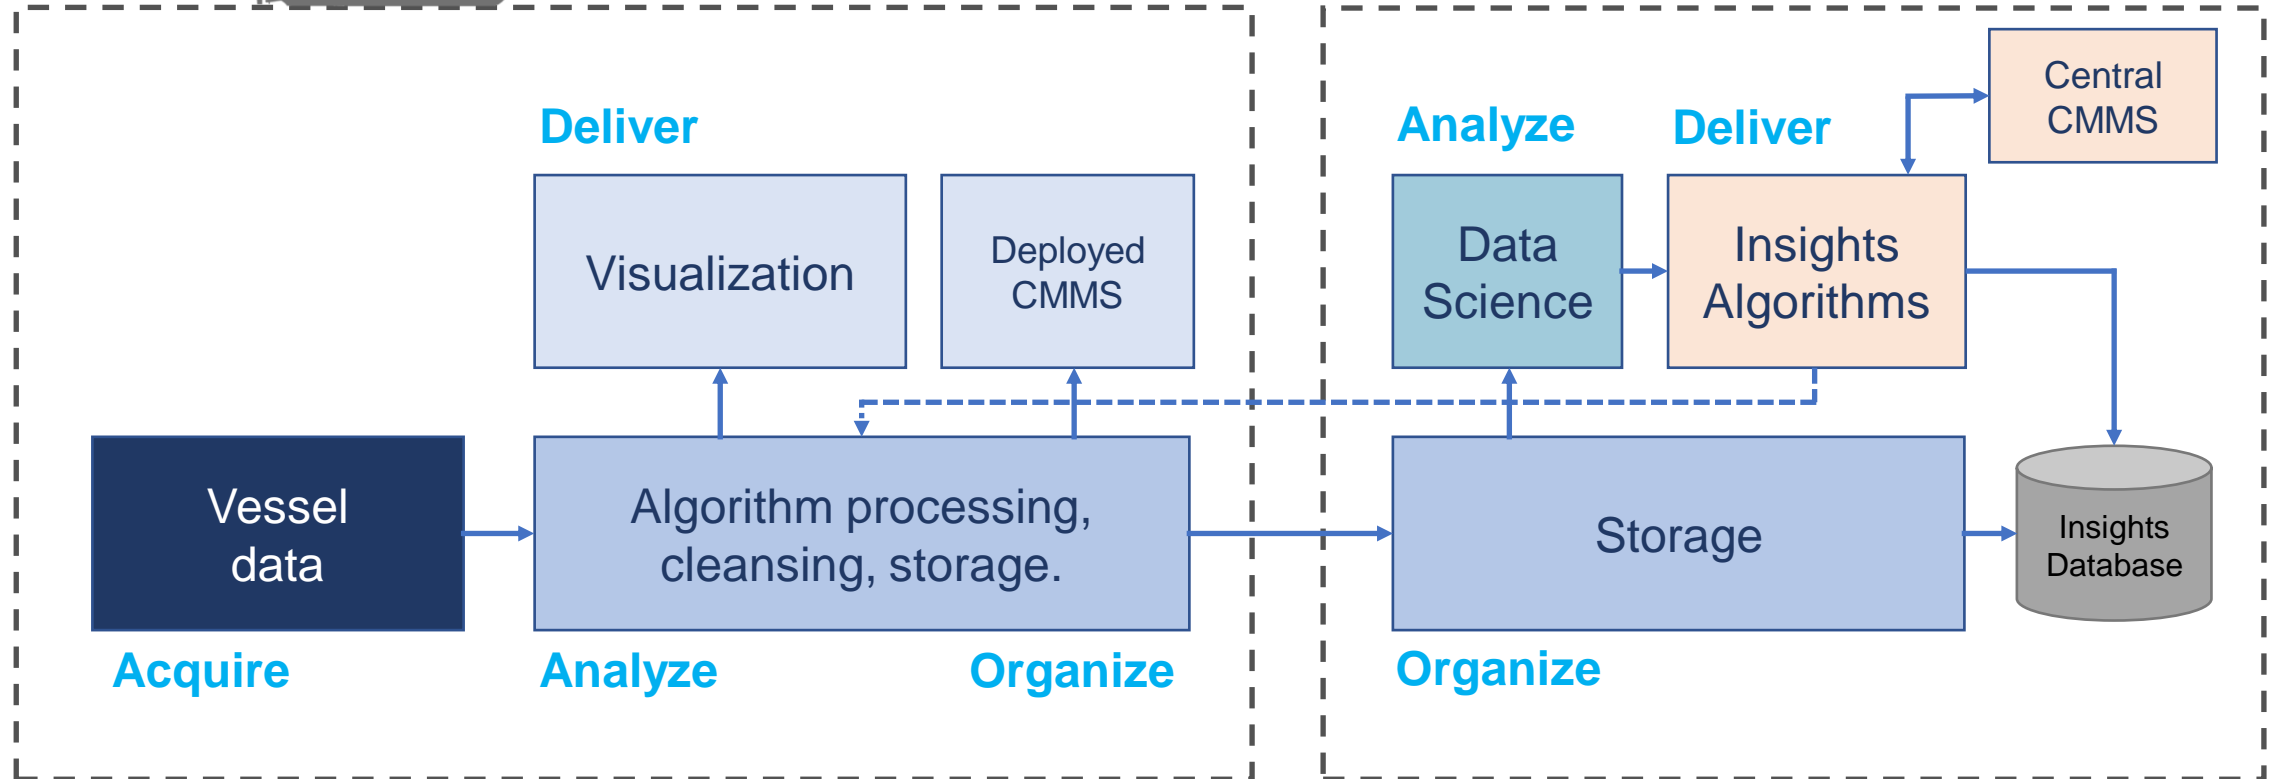 Deliver
Visualization
Deployed
CMMS
Vessel
data
Algorithm processing,
cleansing, storage.
Acquire
Analyze
Organize
Central
CMMS
Analyze
Deliver
Data
Science
Insights
Algorithms
Storage
Insights
Database
Organize